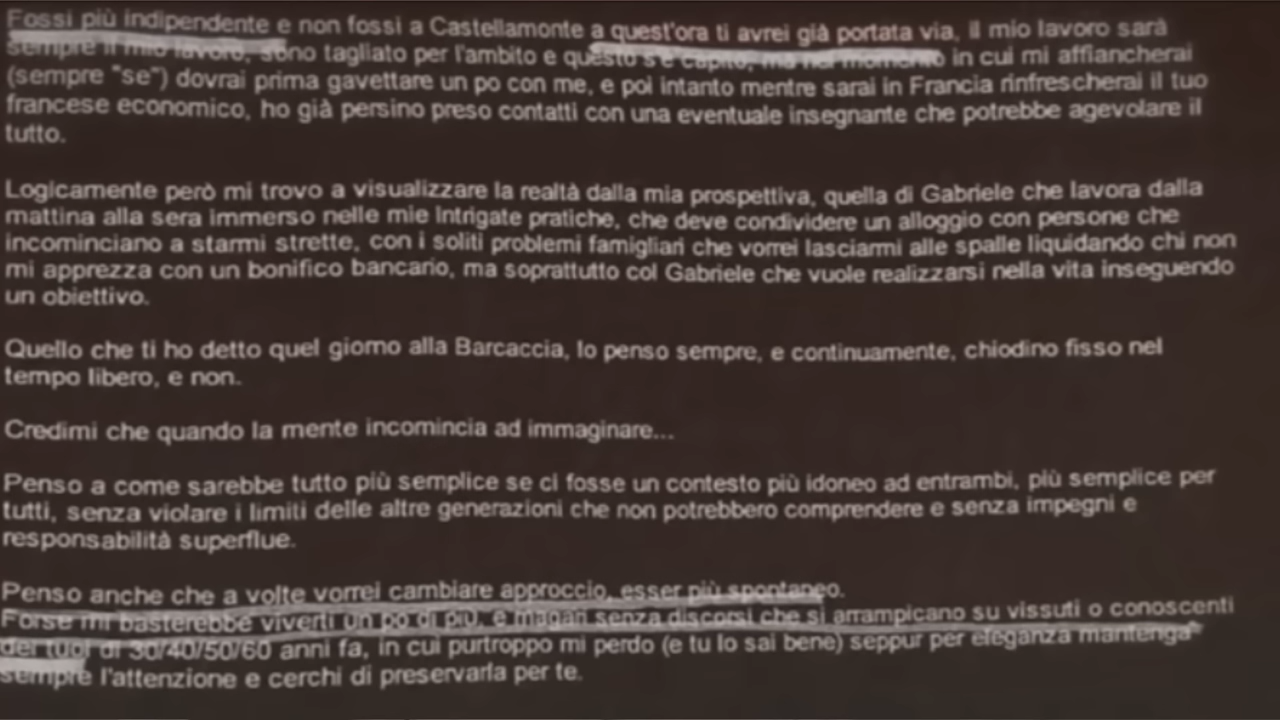 Fossi più indipendente e non fossi a Castellamonte a quest'ora ti avrei già portata via, il mio lavoro sarà
sempre il mio lavoro, sono tagliato per l'ambito e questo s'è capito, ma nel momento in cui mi affiancherai
(sempre "se") dovrai prima gavettare un po con me, e poi intanto mentre sarai in Francia rinfrescherai il tuo
francese economico, ho già persino preso contatti con una eventuale insegnante che potrebbe agevolare il
tutto.
Logicamente però mi trovo a visualizzare la realtà dalla mia prospettiva, quella di Gabriele che lavora dalla
mattina alla sera immerso nelle mie intrigate pratiche, che deve condividere un alloggio con persone che
incominciano a starmi strette, con i soliti problemi famigliari che vorrei lasciarmi alle spalle liquidando chi non
mi apprezza con un bonifico bancario, ma soprattutto col Gabriele che vuole realizzarsi nella vita inseguendo
un obiettivo.
Quello che ti ho detto quel giorno alla Barcaccia, lo penso sempre, e continuamente, chiodino fisso nel
tempo libero, e non.
Credimi che quando la mente incomincia ad immaginare...
Penso a come sarebbe tutto più semplice se ci fosse un contesto più idoneo ad entrambi, più semplice per
tutti, senza violare i limiti delle altre generazioni che non potrebbero comprendere e senza impegni e
responsabilità superflue.
Penso anche che a volte vorrei cambiare approccio, esser più spontaneo.
Forse mi basterebbe viverti un po di più, e magari senza discorsi che si arrampicano su vissuti o conoscenti
dei tuoi di 30/40/50/60 anni fa, in cui purtroppo mi perdo (e tu lo sai bene) seppur per eleganza mantenga
sempre l'attenzione e cerchi di preservarla per te.